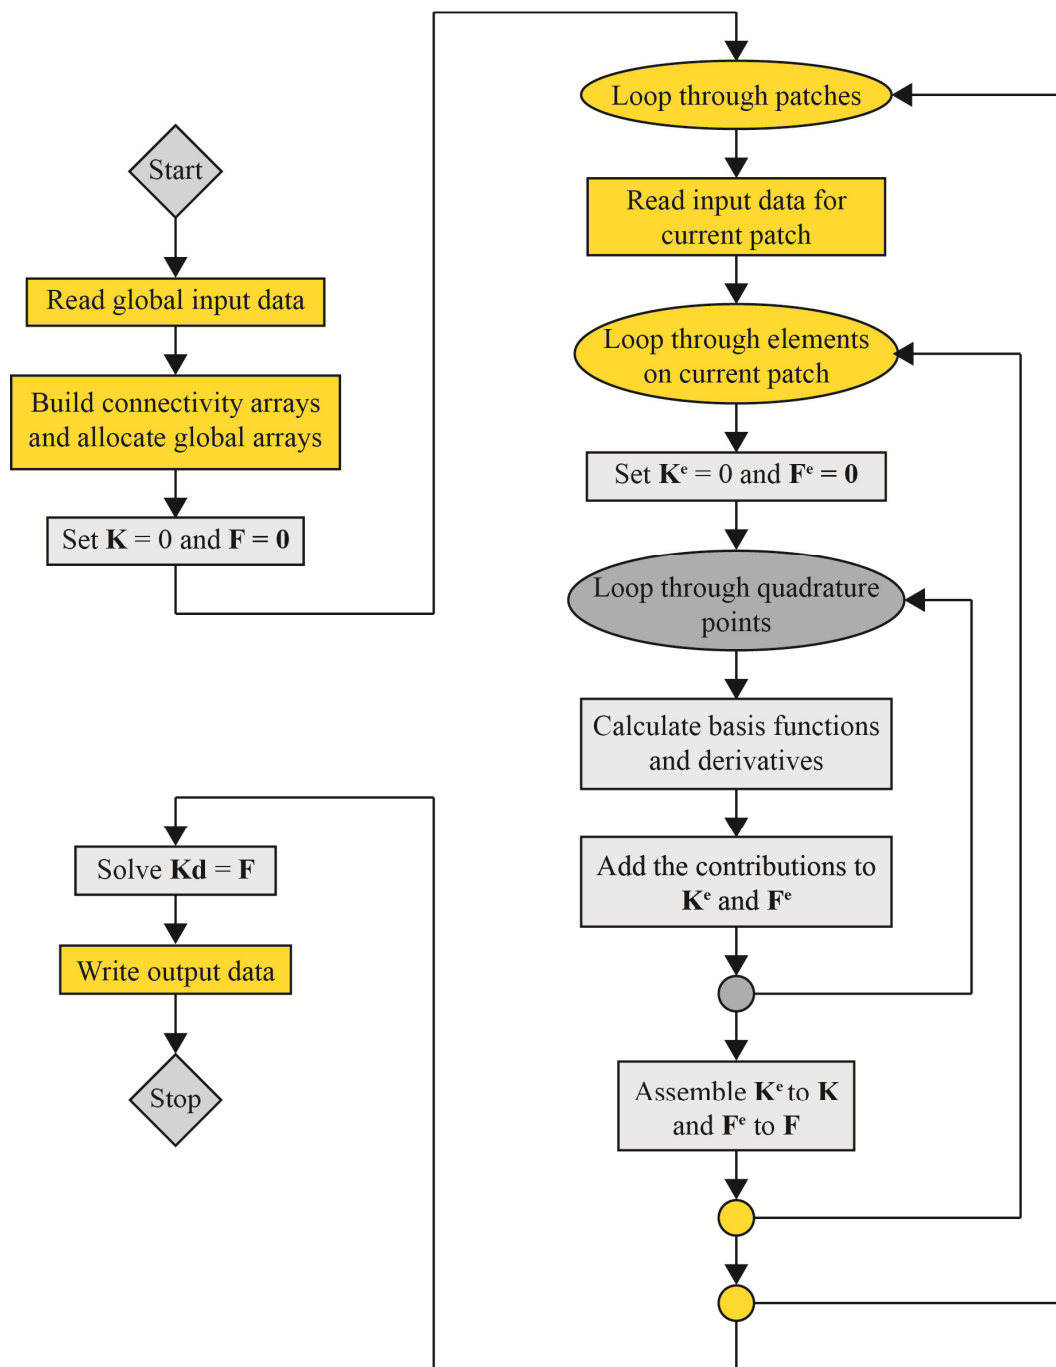 Start
Read global input data
Build connectivity arrays
and allocate global arrays
Set K = 0 and F = 0
Loop through patches
Read input data for
current patch
Loop through elements
on current patch
Set Kᵉ = 0 and Fᵉ = 0
Loop through quadrature
points
Calculate basis functions
and derivatives
Add the contributions to
Kᵉ and Fᵉ
Assemble Kᵉ to K
and Fᵉ to F
Solve Kd = F
Write output data
Stop